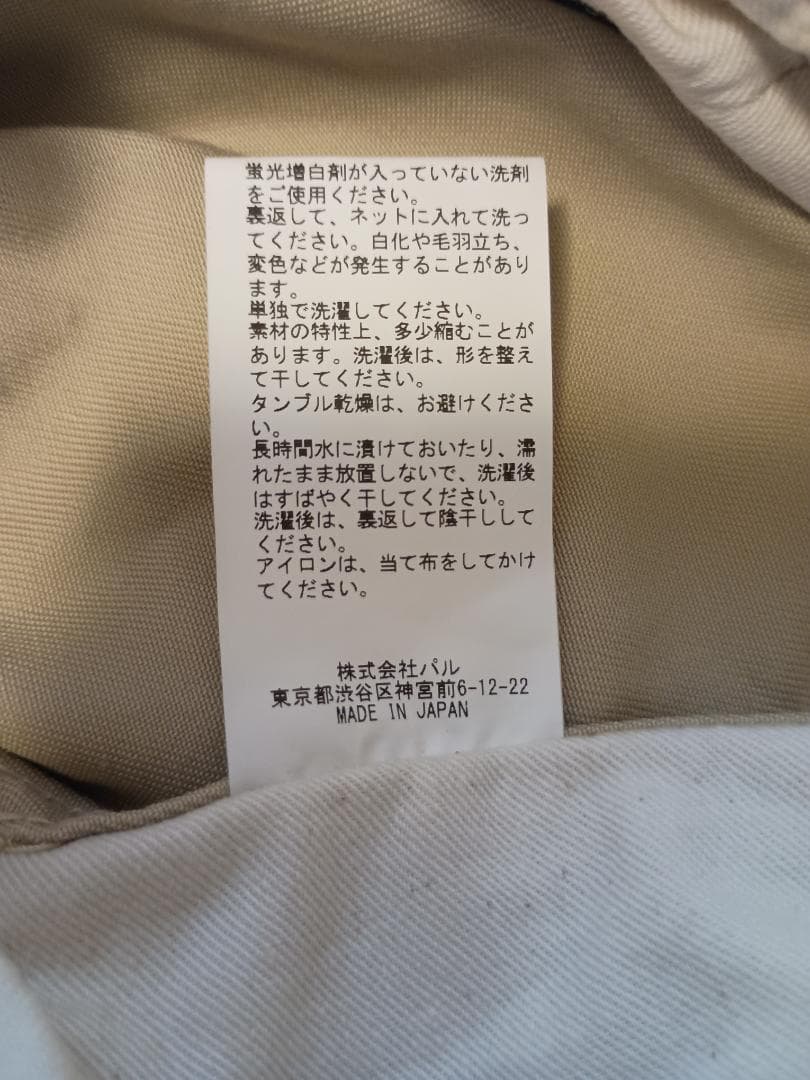 蛍光増白剤が入っていない洗剤
をご使用ください。
裏返して、ネットに入れて洗っ
てください。白化や毛羽立ち、
変色などが発生することがあり
ます。
単独で洗濯してください。
素材の特性上、多少縮むことが
あります。洗濯後は、形を整え
て干してください。
タンブル乾燥は、お避けくださ
い。
長時間水に漬けておいたり、濡
れたまま放置しないで、洗濯後
はすばやく干してください。
洗濯後は、裏返して陰干しして
ください。
アイロンは、当て布をしてかけ
てください。
株式会社パル
東京都渋谷区神宮前6-12-22
MADE IN JAPAN